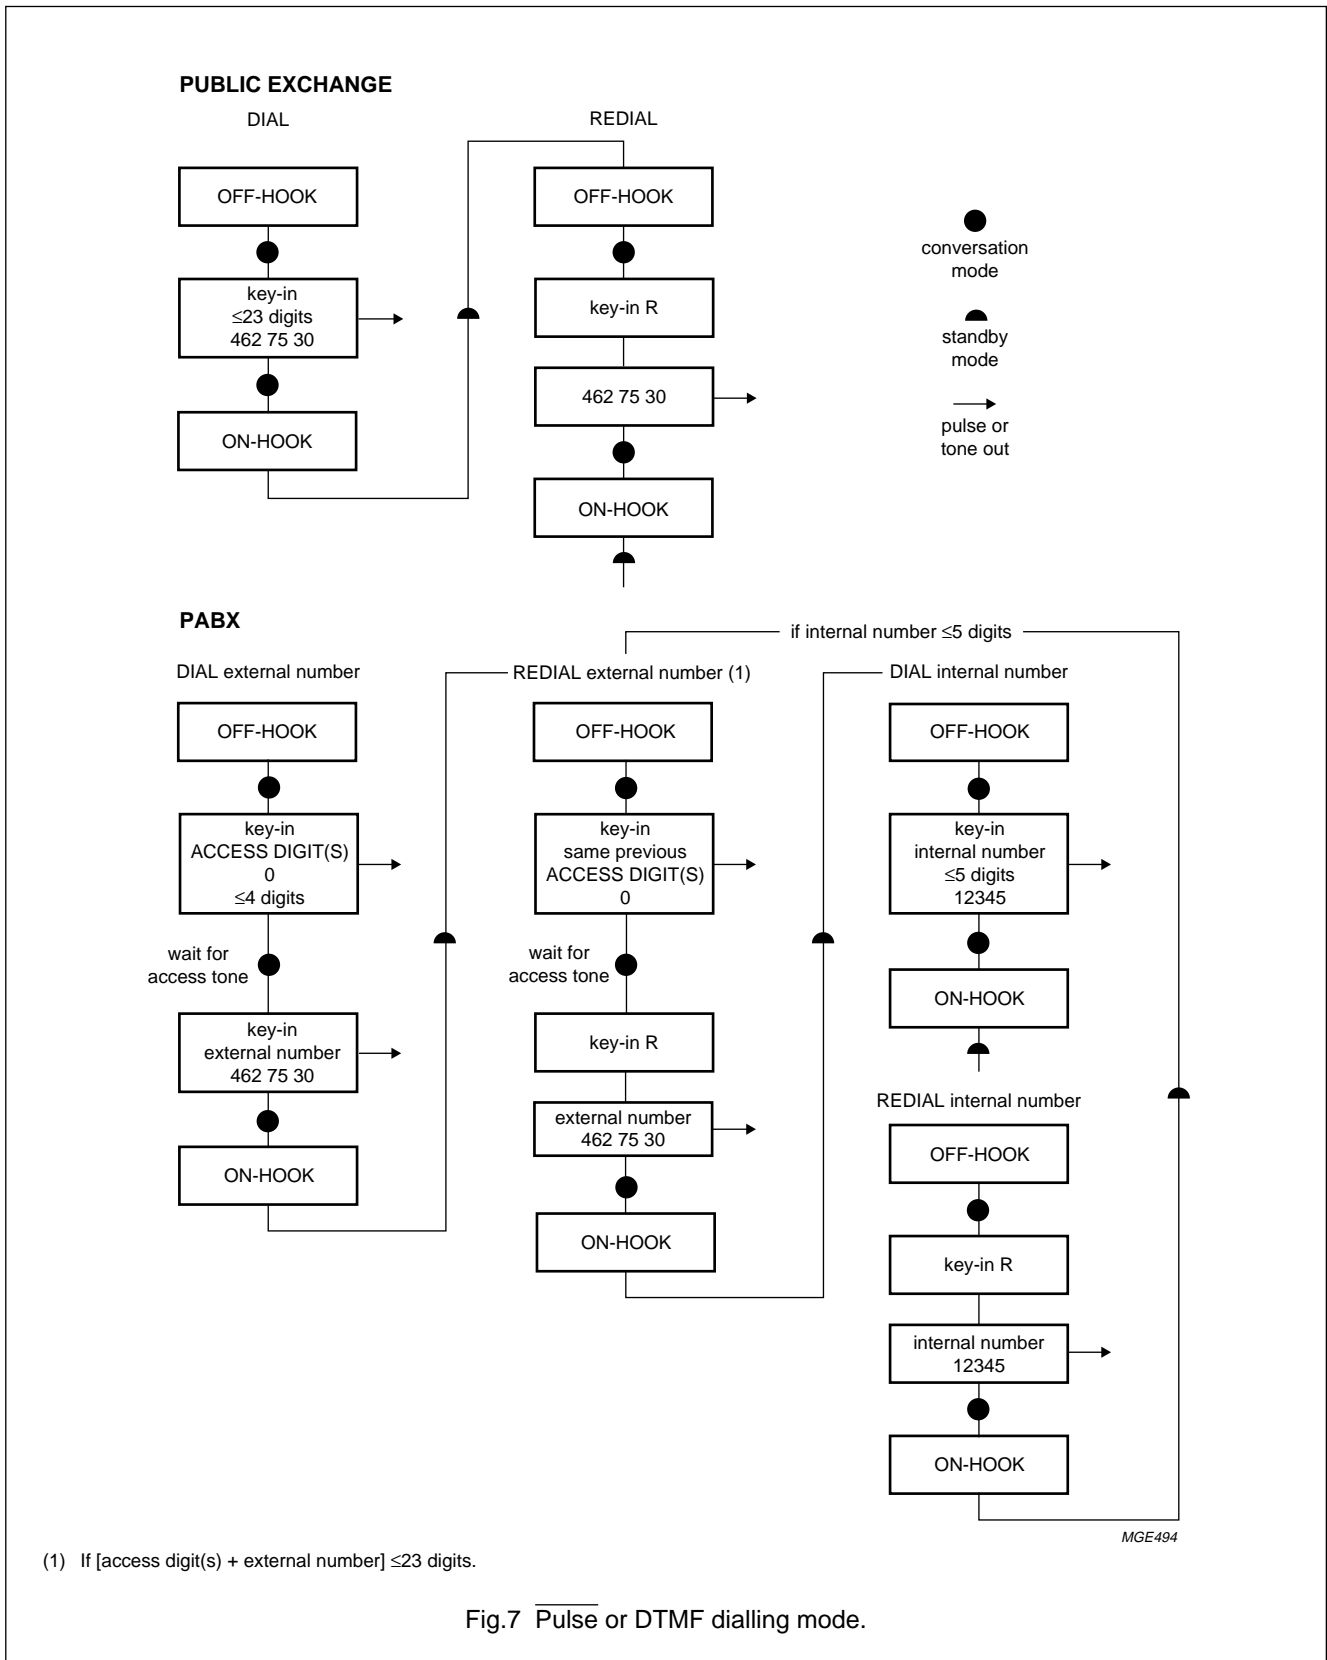 PUBLIC EXCHANGE
DIAL
REDIAL
OFF-HOOK
key-in
≤23 digits
462 75 30
ON-HOOK
OFF-HOOK
key-in R
462 75 30
ON-HOOK
conversation
mode
standby
mode
pulse or
tone out
PABX
if internal number ≤5 digits
DIAL external number
REDIAL external number (1)
DIAL internal number
OFF-HOOK
key-in
ACCESS DIGIT(S)
0
≤4 digits
wait for
access tone
key-in
external number
462 75 30
ON-HOOK
OFF-HOOK
key-in
same previous
ACCESS DIGIT(S)
0
wait for
access tone
key-in R
external number
462 75 30
ON-HOOK
OFF-HOOK
key-in
internal number
≤5 digits
12345
ON-HOOK
REDIAL internal number
OFF-HOOK
key-in R
internal number
12345
ON-HOOK
MGE494
(1) If [access digit(s) + external number] ≤23 digits.
Fig.7 Pulse or DTMF dialling mode.